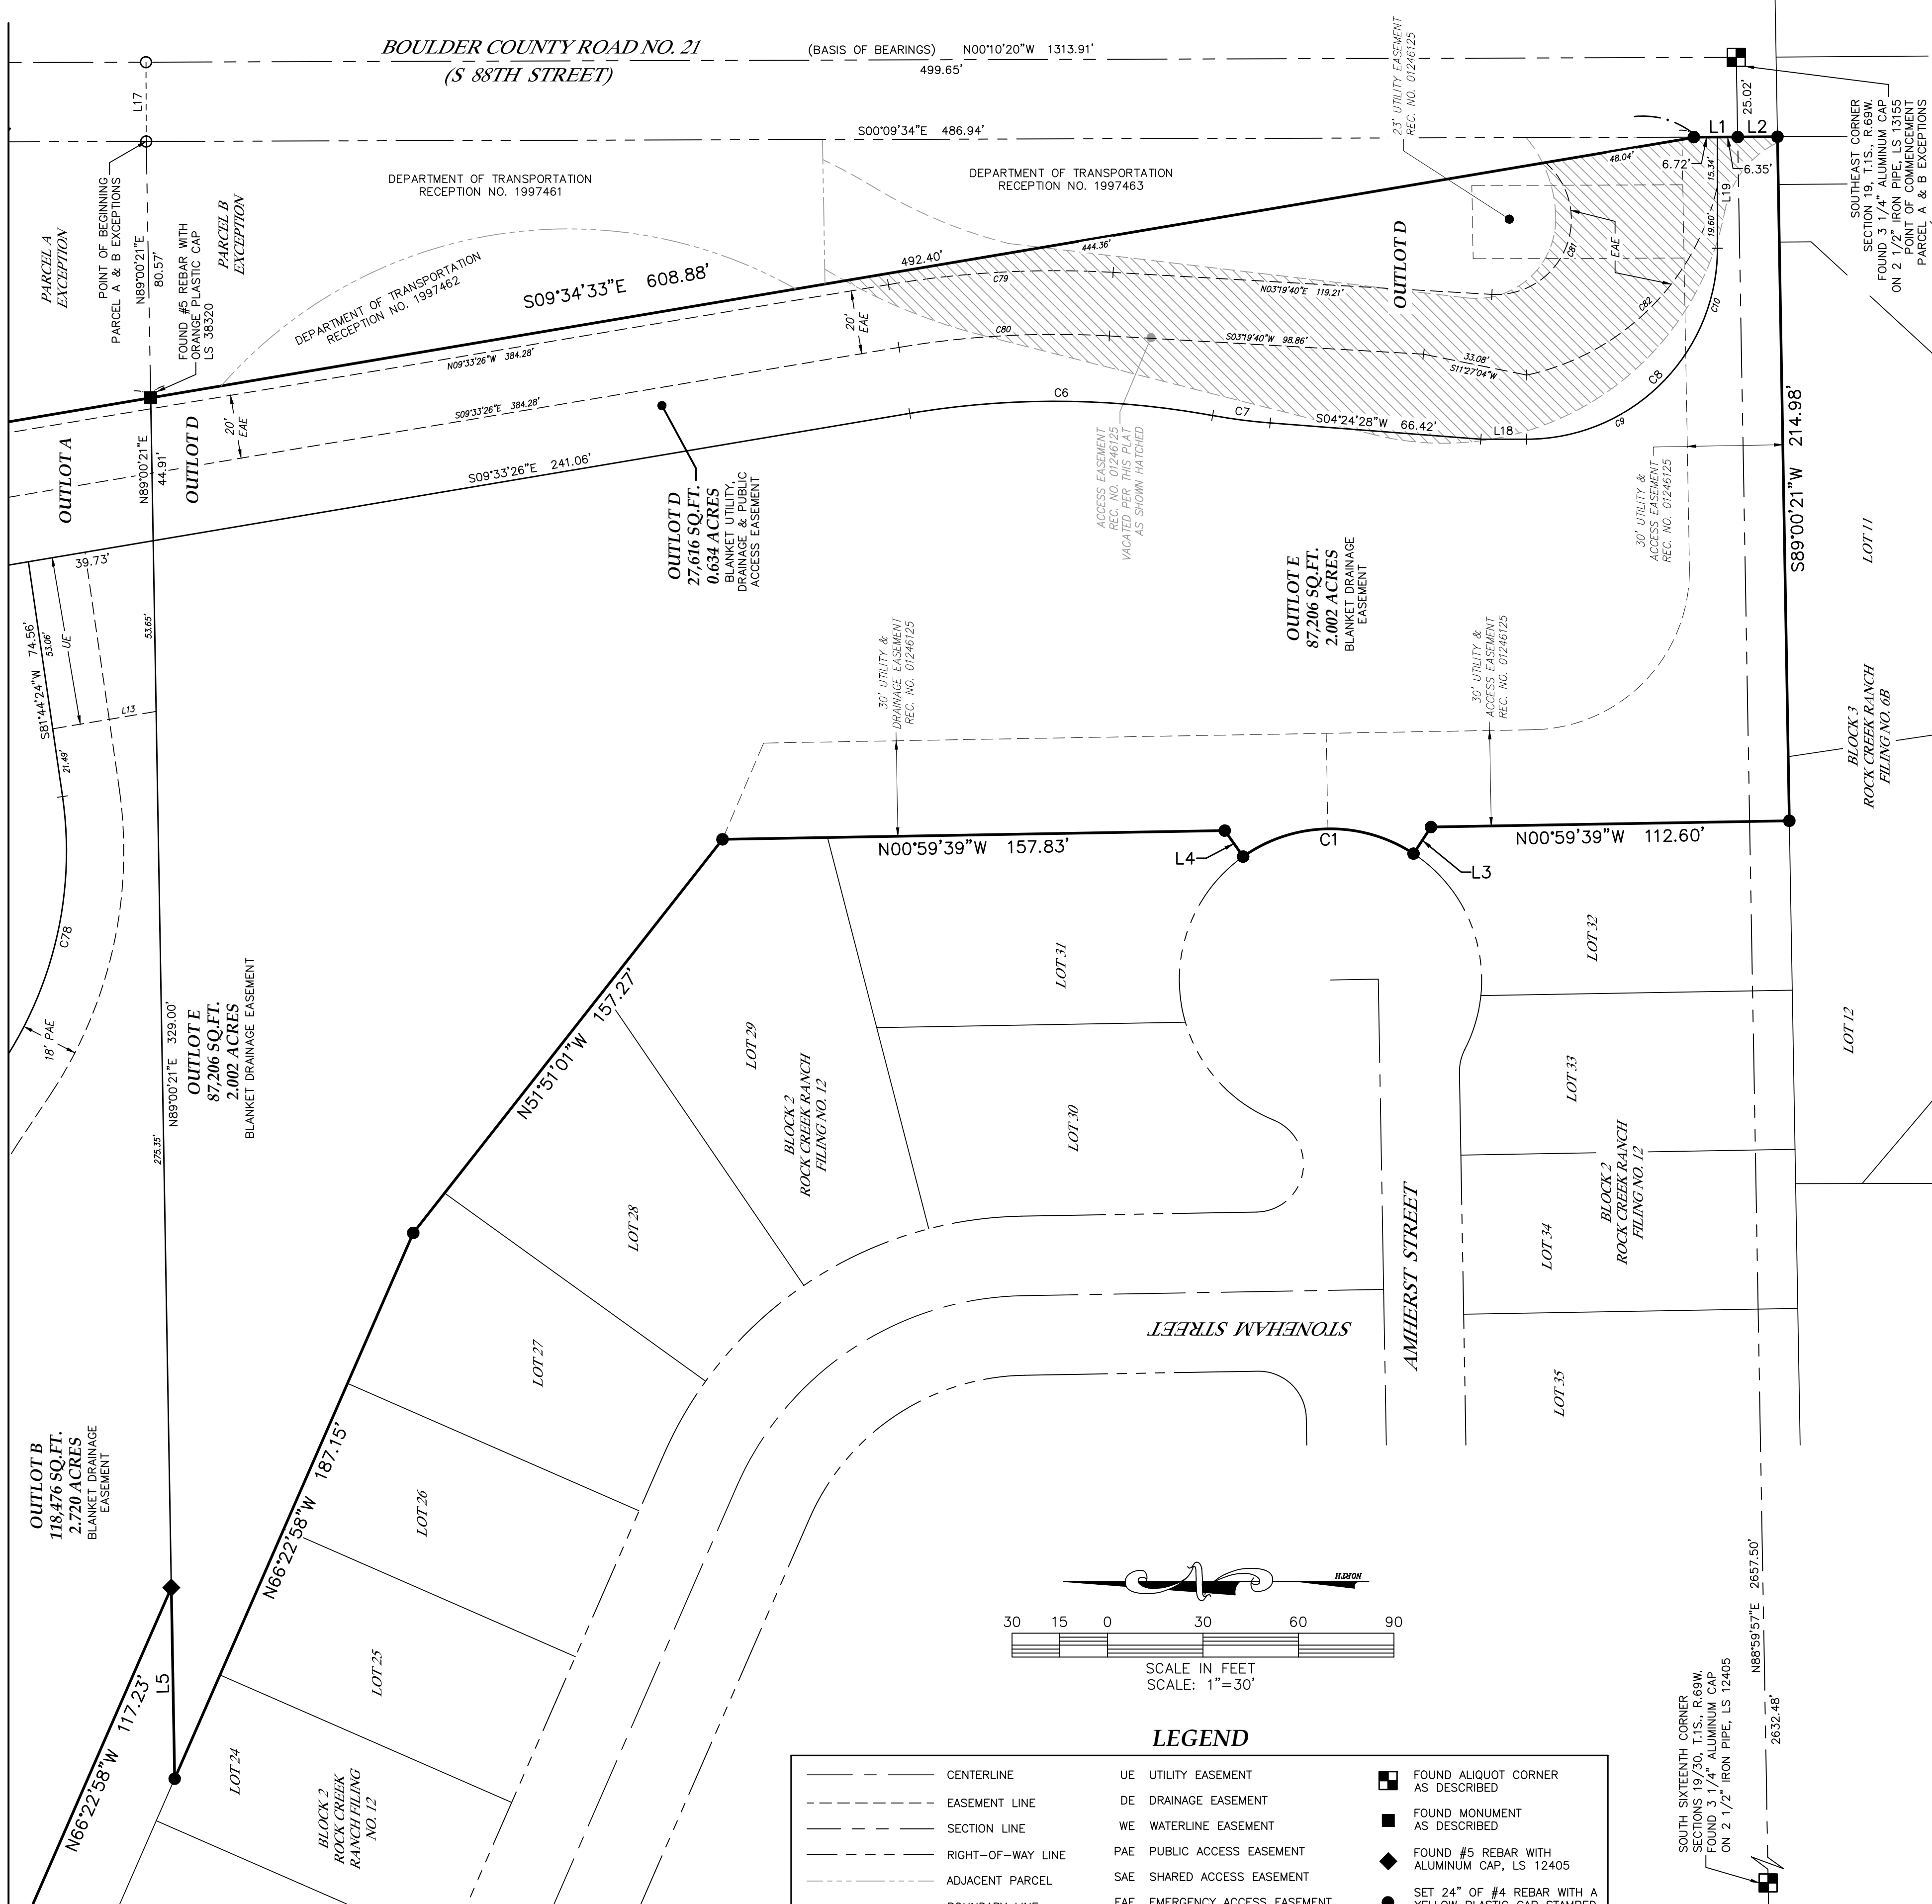 BOULDER COUNTY ROAD NO. 21
(S 88TH STREET)
(BASIS OF BEARINGS) N00°10'20"W 1313.91'
499.65'
23' UTILITY EASEMENT
REC. NO. 01246125
L17
S00°09'34"E 486.94'
25.02'
L1
L2
6.72'
6.35'
48.04'
15.34'
L19
19.60'
SOUTHEAST CORNER
SECTION 19, T.1S., R.69W.
FOUND 3 1/4" ALUMINUM CAP
ON 2 1/2" IRON PIPE, LS 13155
POINT OF COMMENCEMENT
PARCEL A & B EXCEPTIONS
PARCEL A
EXCEPTION
POINT OF BEGINNING
PARCEL A & B EXCEPTIONS
N89°00'21"E
80.57'
FOUND #5 REBAR WITH
ORANGE PLASTIC CAP
LS 38320
PARCEL B
EXCEPTION
DEPARTMENT OF TRANSPORTATION
RECEPTION NO. 1997461
DEPARTMENT OF TRANSPORTATION
RECEPTION NO. 1997463
DEPARTMENT OF TRANSPORTATION
RECEPTION NO. 1997462
S09°34'33"E 608.88'
492.40'
444.36'
C79
N03°19'40"E 119.21'
C81
EAE
C82
C10
OUTLOT D
20'
EAE
C80
S03°19'40"W 98.86'
33.08'
S11°27'04"W
C8
C9
N09°33'26"W 384.28'
S09°33'26"E 384.28'
20'
EAE
OUTLOT A
N89°00'21"E
44.91'
OUTLOT D
C6
C7
S04°24'28"W 66.42'
L18
S09°33'26"E 241.06'
OUTLOT D
27,616 SQ.FT.
0.634 ACRES
BLANKET UTILITY,
DRAINAGE & PUBLIC
ACCESS EASEMENT
ACCESS EASEMENT
REC. NO. 01246125
VACATED PER THIS PLAT
AS SHOWN HATCHED
30' UTILITY &
ACCESS EASEMENT
REC. NO. 01246125
S89°00'21"W 214.98'
LOT 11
OUTLOT E
87,206 SQ.FT.
2.002 ACRES
BLANKET DRAINAGE
EASEMENT
39.73'
S81°44'24"W 74.56'
53.06'
UE
53.65'
L13
21.49'
30' UTILITY &
DRAINAGE EASEMENT
REC. NO. 01246125
30' UTILITY &
ACCESS EASEMENT
REC. NO. 01246125
BLOCK 3
ROCK CREEK RANCH
FILING NO. 6B
N00°59'39"W 157.83'
L4
C1
L3
N00°59'39"W 112.60'
C78
18' PAE
N89°00'21"E 329.00'
275.35'
OUTLOT E
87,206 SQ.FT.
2.002 ACRES
BLANKET DRAINAGE EASEMENT
N51°51'01"W 157.27'
LOT 29
LOT 31
LOT 32
LOT 12
BLOCK 2
ROCK CREEK RANCH
FILING NO. 12
LOT 30
LOT 33
BLOCK 2
ROCK CREEK RANCH
FILING NO. 12
LOT 28
LOT 34
AMHERST STREET
STONEHAM STREET
LOT 27
LOT 35
OUTLOT B
118,476 SQ.FT.
2.720 ACRES
BLANKET DRAINAGE
EASEMENT
N66°22'58"W 187.15'
LOT 26
LOT 25
L5
N66°22'58"W 117.23'
LOT 24
BLOCK 2
ROCK CREEK
RANCH FILING
NO. 12
NORTH
30 15 0 30 60 90
SCALE IN FEET
SCALE: 1"=30'
N88°59'57"E 2657.50'
2632.48'
SOUTH SIXTEENTH CORNER
SECTIONS 19/30, T.1S., R.69W.
FOUND 3 1/4" ALUMINUM CAP
ON 2 1/2" IRON PIPE, LS 12405
LEGEND
CENTERLINE
EASEMENT LINE
SECTION LINE
RIGHT-OF-WAY LINE
ADJACENT PARCEL
BOUNDARY LINE
UE UTILITY EASEMENT
DE DRAINAGE EASEMENT
WE WATERLINE EASEMENT
PAE PUBLIC ACCESS EASEMENT
SAE SHARED ACCESS EASEMENT
EAE EMERGENCY ACCESS EASEMENT
FOUND ALIQUOT CORNER
AS DESCRIBED
FOUND MONUMENT
AS DESCRIBED
FOUND #5 REBAR WITH
ALUMINUM CAP, LS 12405
SET 24" OF #4 REBAR WITH A
YELLOW PLASTIC CAP STAMPED